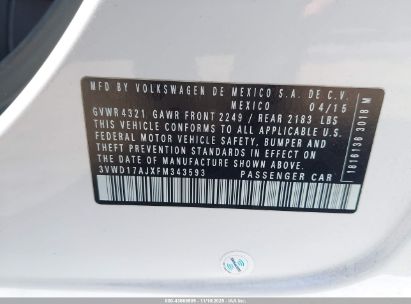 MFD BY VOLKSWAGEN DE MEXICO S.A. DE C.V.
MEXICO 04/15
GVWR 4321 GAWR FRONT 2249 / REAR 2183 LBS
THIS VEHICLE CONFORMS TO ALL APPLICABLE U.S.
FEDERAL MOTOR VEHICLE SAFETY, BUMPER AND
THEFT PREVENTION STANDARDS IN EFFECT ON
THE DATE OF MANUFACTURE SHOWN ABOVE.
3VWD17AJXFM343593 PASSENGER CAR
1816136 3018 M